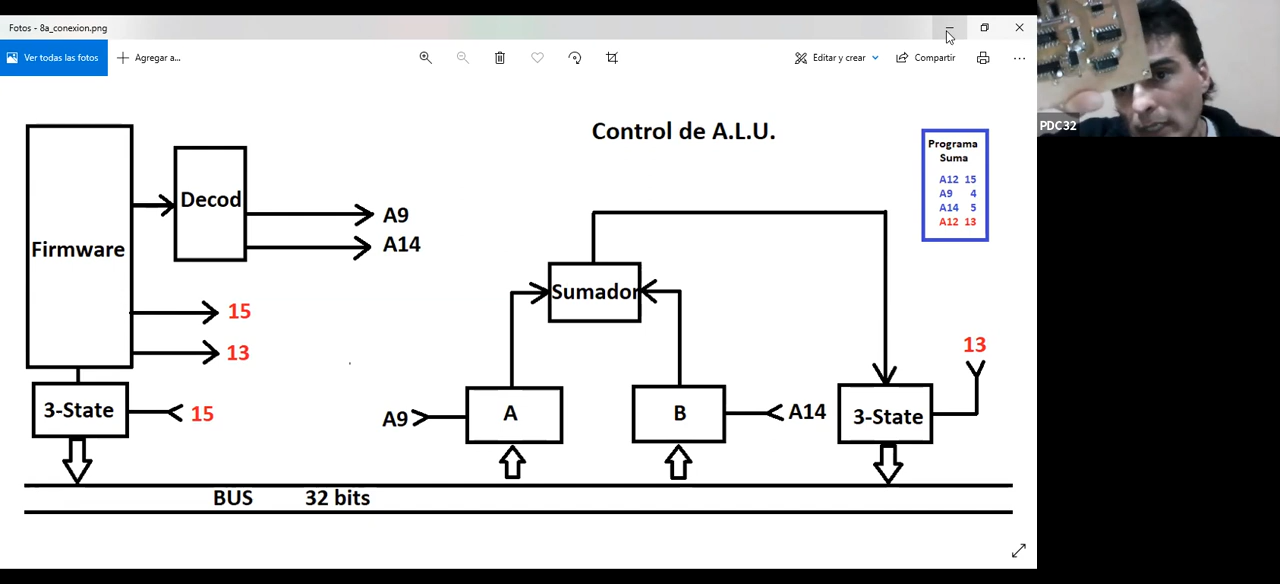 Fotos - 8a_conexion.png
Ver todas las fotos
Agregar a...
Editar y crear
Compartir
PDC32
Control de A.L.U.
Programa
Suma
A12 15
A9 4
A14 5
A12 13
Firmware
Decod
A9
A14
15
13
3-State
15
Sumador
A9
A
B
A14
3-State
13
BUS 32 bits